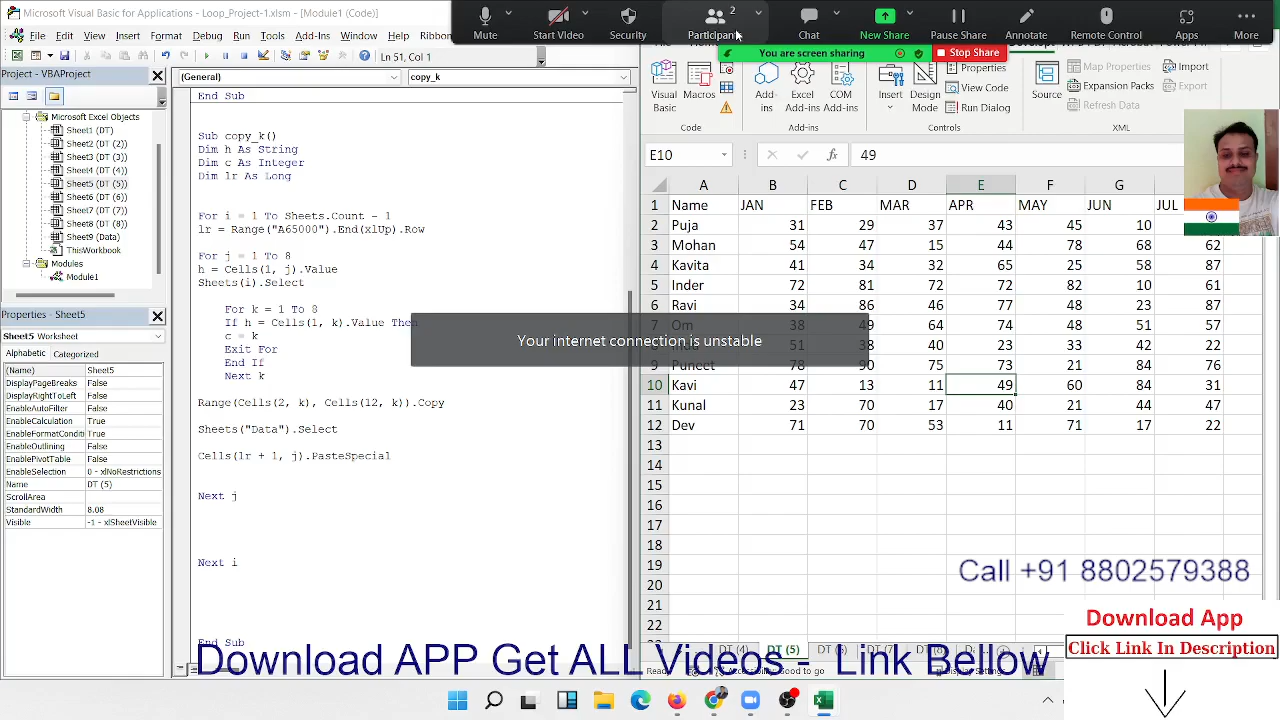 Microsoft Visual Basic for Applications - Loop_Project-1.xlsm - [Module1 (Code)]
File Edit View Insert Format Debug Run Tools Add-Ins Window Help
Ln 51, Col 1
Mute
Start Video
Security
2
Participants
Chat
New Share
Pause Share
Annotate
Remote Control
Apps
More
You are screen sharing
Stop Share
Project - VBAProject
Microsoft Excel Objects
Sheet1 (DT)
Sheet2 (DT (2))
Sheet3 (DT (3))
Sheet4 (DT (4))
Sheet5 (DT (5))
Sheet6 (DT (6))
Sheet7 (DT (7))
Sheet8 (DT (8))
Sheet9 (Data)
ThisWorkbook
Modules
Module1
Properties - Sheet5
Sheet5 Worksheet
Alphabetic Categorized
(Name) Sheet5
DisplayPageBreaks False
DisplayRightToLeft False
EnableAutoFilter False
EnableCalculation True
EnableFormatConditi True
EnableOutlining False
EnablePivotTable False
EnableSelection 0 - xlNoRestrictions
Name DT (5)
ScrollArea
StandardWidth 8.08
Visible -1 - xlSheetVisible
(General)
copy_k
End Sub
Sub copy_k()
Dim h As String
Dim c As Integer
Dim lr As Long
For i = 1 To Sheets.Count - 1
lr = Range("A65000").End(xlUp).Row
For j = 1 To 8
h = Cells(1, j).Value
Sheets(i).Select
For k = 1 To 8
If h = Cells(1, k).Value Then
c = k
Exit For
End If
Next k
Range(Cells(2, k), Cells(12, k)).Copy
Sheets("Data").Select
Cells(lr + 1, j).PasteSpecial
Next j
Next i
End Sub
Visual Basic
Macros
Code
Add-ins
Excel Add-ins
COM Add-ins
Add-ins
Insert
Design Mode
Properties
View Code
Run Dialog
Controls
Source
Map Properties
Expansion Packs
Refresh Data
Import
Export
XML
E10
fx
49
A B C D E F G
1 Name JAN FEB MAR APR MAY JUN JUL
2 Puja 31 29 37 43 45 10
3 Mohan 54 47 15 44 78 68 62
4 Kavita 41 34 32 65 25 58 87
5 Inder 72 81 72 72 82 10 61
6 Ravi 34 86 46 77 48 23 87
7 Om 38 49 64 74 48 51 57
51 38 40 23 33 42 22
9 Puneet 78 90 75 73 21 84 76
10 Kavi 47 13 11 49 60 84 31
11 Kunal 23 70 17 40 21 44 47
12 Dev 71 70 53 11 71 17 22
13
14
15
16
17
18
19
20
21
22
Your internet connection is unstable
Call +91 8802579388
Download App
Click Link In Description
DT (4) DT (5)
Download APP Get ALL Videos - Link Bellow